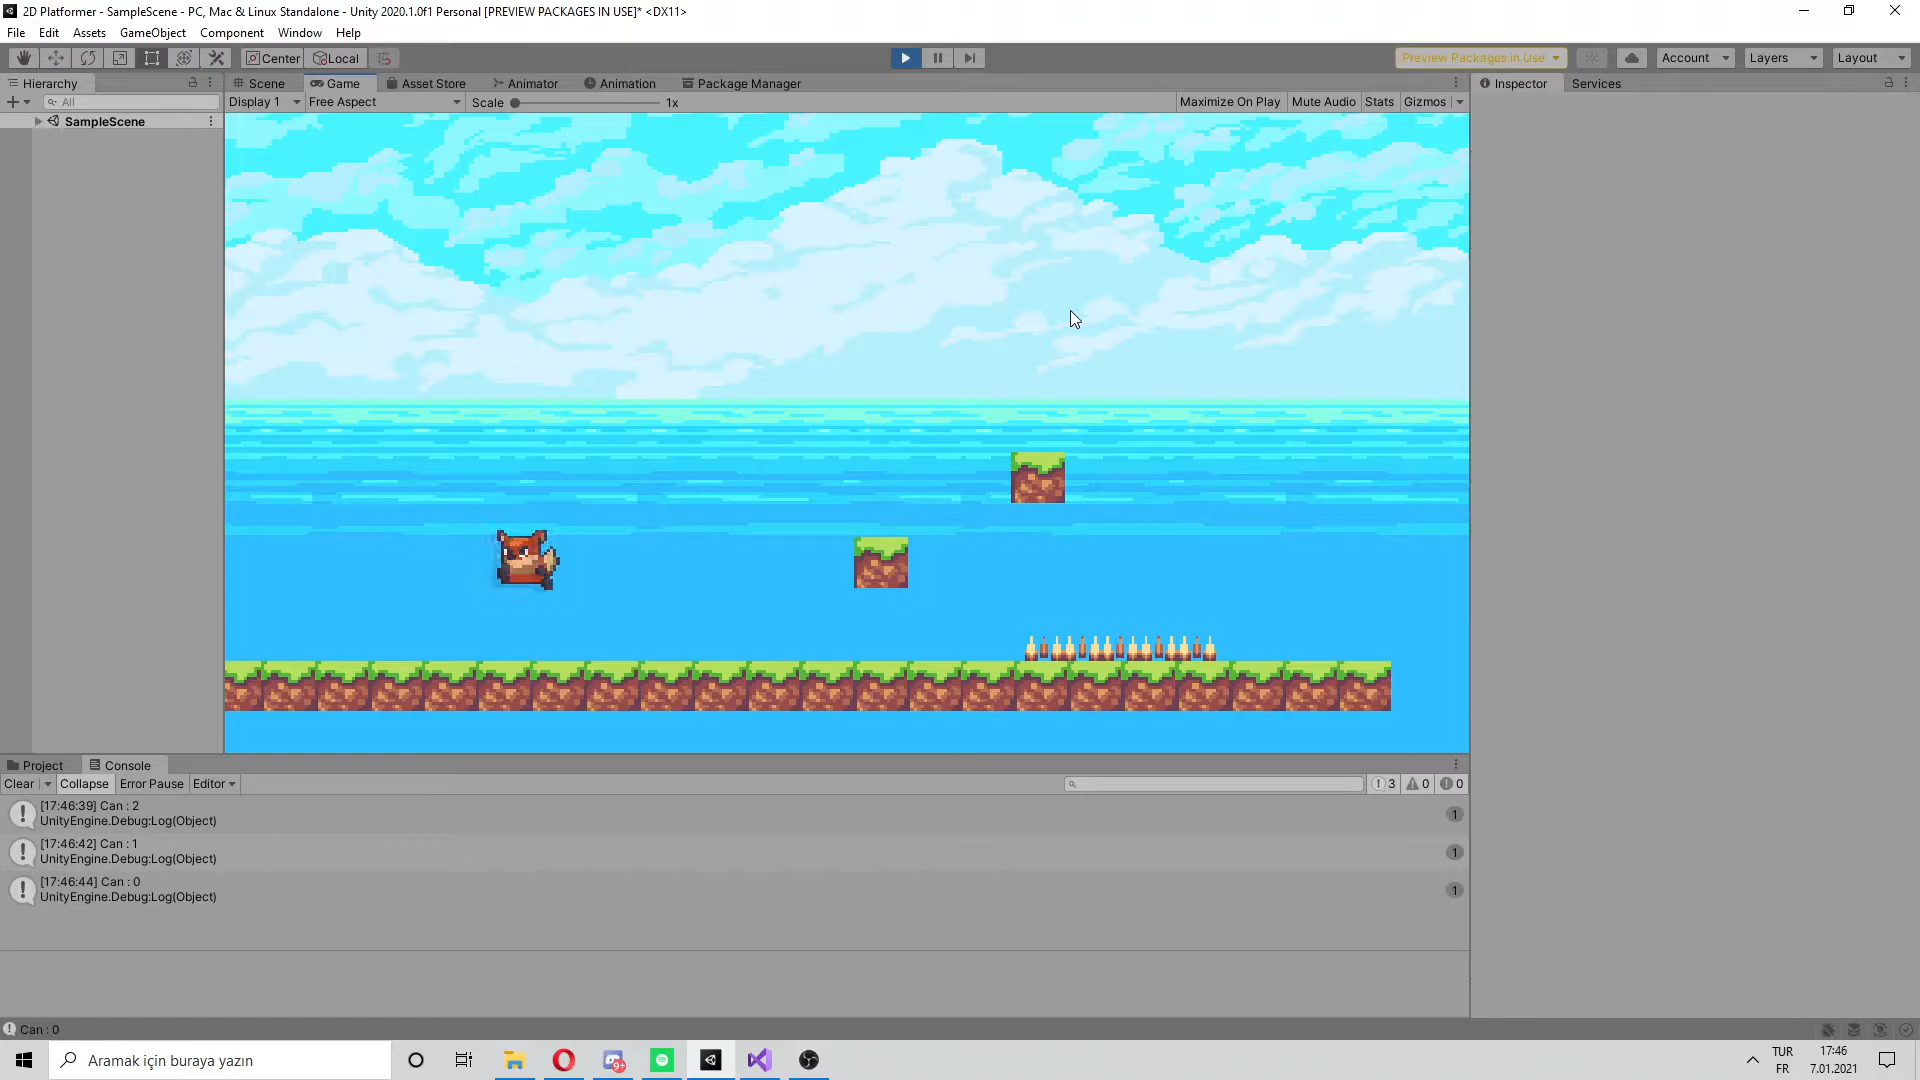 2D Platformer - SampleScene - PC, Mac & Linux Standalone - Unity 2020.1.0f1 Personal [PREVIEW PACKAGES IN USE]* <DX11>
File Edit Assets GameObject Component Window Help
Center Local Preview Packages in Use Account Layers Layout
Hierarchy Scene Game Asset Store Animator Animation Package Manager Inspector Services
All Display 1 Free Aspect Scale 1x Maximize On Play Mute Audio Stats Gizmos
SampleScene
Project Console
Clear Collapse Error Pause Editor 3 0 0
[17:46:39] Can : 2
UnityEngine.Debug:Log(Object)
1
[17:46:42] Can : 1
UnityEngine.Debug:Log(Object)
1
[17:46:44] Can : 0
UnityEngine.Debug:Log(Object)
1
Can : 0
Aramak için buraya yazın
TUR
FR
17:46
7.01.2021